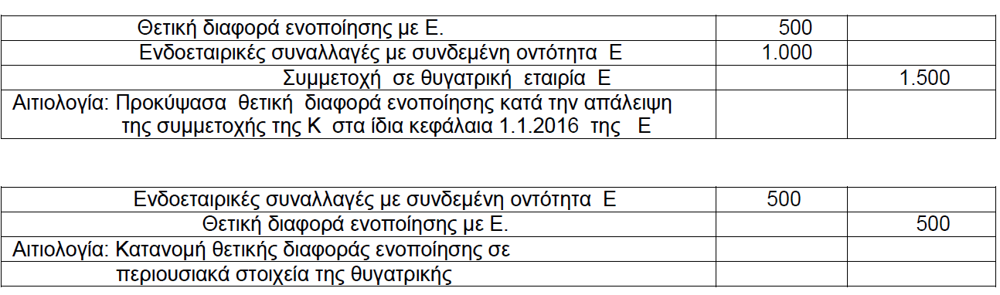 Θετική διαφορά ενοποίησης με Ε. 500
Ενδοεταιρικές συναλλαγές με συνδεμένη οντότητα Ε 1.000
Συμμετοχή σε θυγατρική εταιρία Ε 1.500
Αιτιολογία: Προκύψασα θετική διαφορά ενοποίησης κατά την απάλειψη
της συμμετοχής της Κ στα ίδια κεφάλαια 1.1.2016 της Ε
Ενδοεταιρικές συναλλαγές με συνδεμένη οντότητα Ε 500
Θετική διαφορά ενοποίησης με Ε. 500
Αιτιολογία: Κατανομή θετικής διαφοράς ενοποίησης σε
περιουσιακά στοιχεία της θυγατρικής